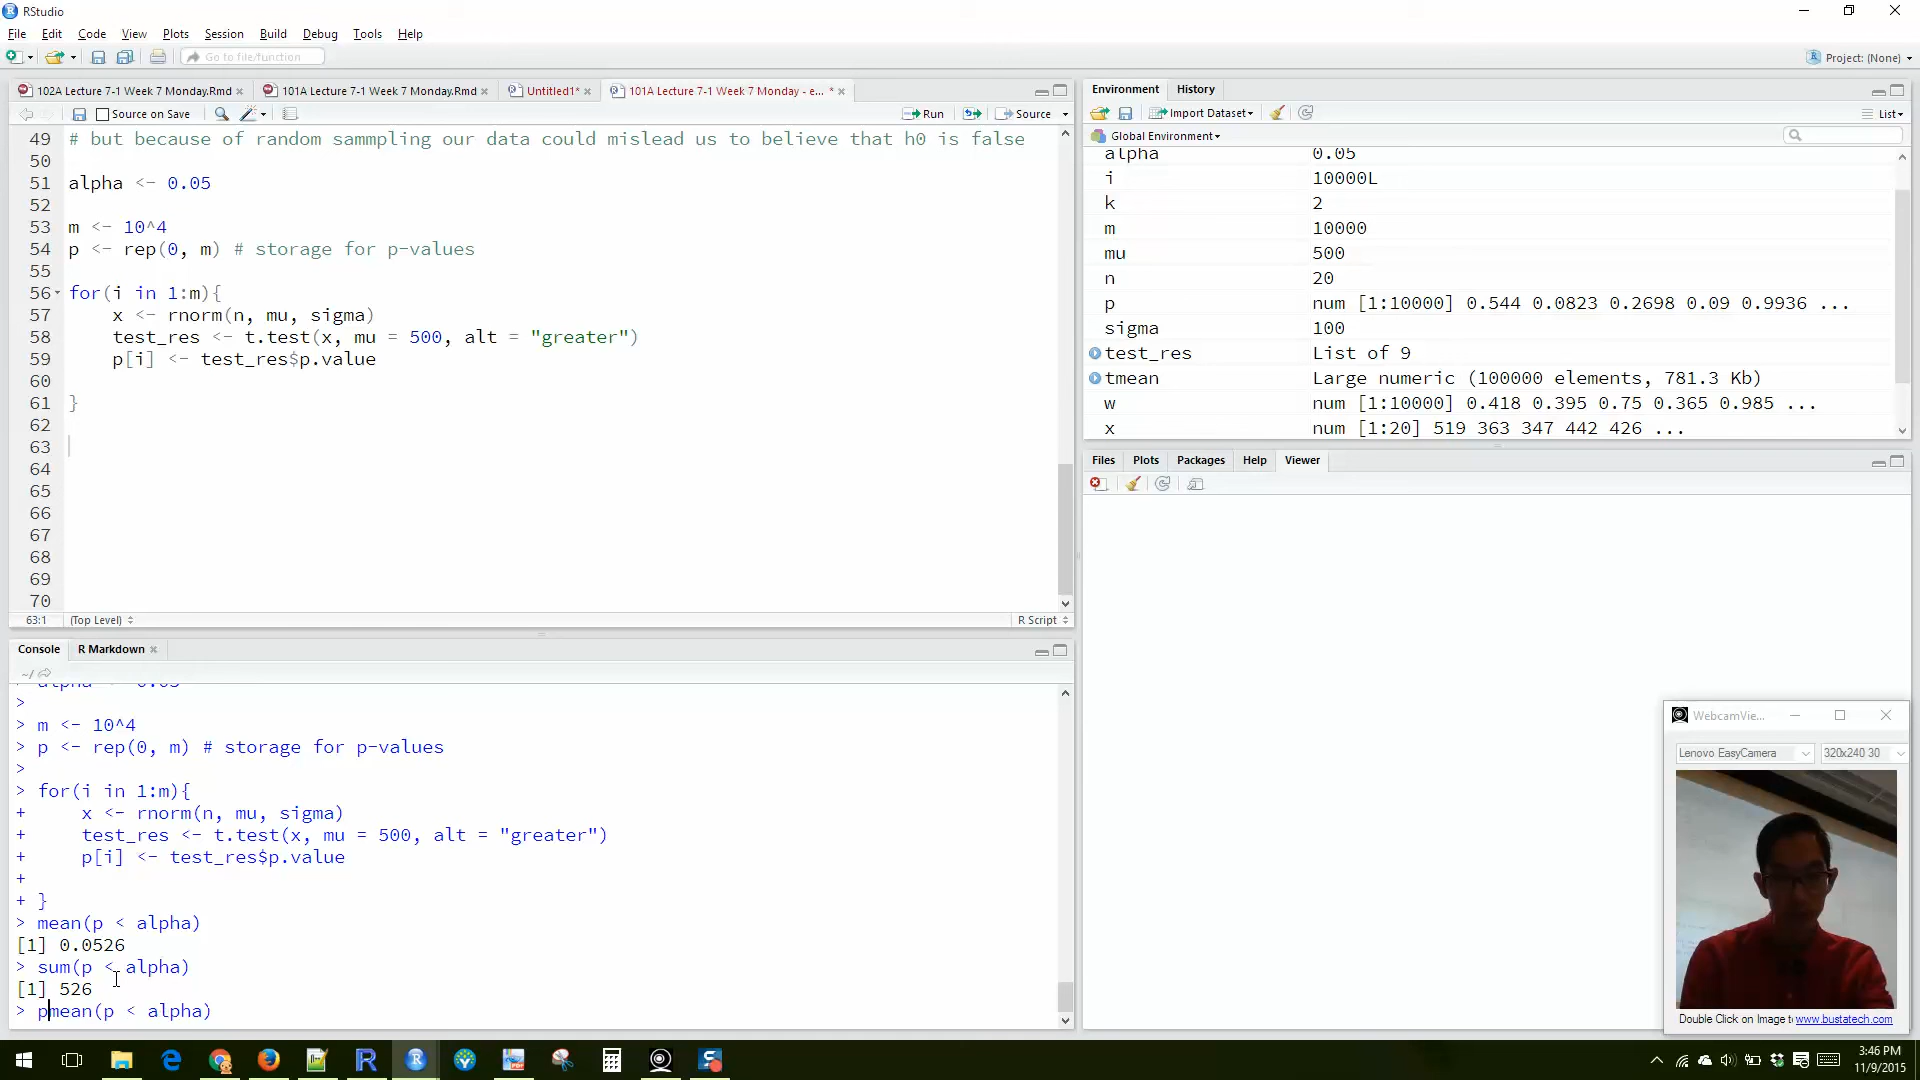 RStudio
File Edit Code View Plots Session Build Debug Tools Help
Go to file/function
Project: (None)
102A Lecture 7-1 Week 7 Monday.Rmd
101A Lecture 7-1 Week 7 Monday.Rmd
Untitled1*
101A Lecture 7-1 Week 7 Monday - e... *
Source on Save
Run
Source
49 # but because of random sammpling our data could mislead us to believe that h0 is false
50
51 alpha <- 0.05
52
53 m <- 10^4
54 p <- rep(0, m) # storage for p-values
55
56 for(i in 1:m){
57 x <- rnorm(n, mu, sigma)
58 test_res <- t.test(x, mu = 500, alt = "greater")
59 p[i] <- test_res$p.value
60
61 }
62
63
64
65
66
67
68
69
70
63:1 (Top Level) R Script
Console R Markdown
~/
>
> m <- 10^4
> p <- rep(0, m) # storage for p-values
>
> for(i in 1:m){
+ x <- rnorm(n, mu, sigma)
+ test_res <- t.test(x, mu = 500, alt = "greater")
+ p[i] <- test_res$p.value
+
+ }
> mean(p < alpha)
[1] 0.0526
> sum(p < alpha)
[1] 526
> pmean(p < alpha)
Environment History
Import Dataset
List
Global Environment
alpha 0.05
i 10000L
k 2
m 10000
mu 500
n 20
p num [1:10000] 0.544 0.0823 0.2698 0.09 0.9936 ...
sigma 100
test_res List of 9
tmean Large numeric (100000 elements, 781.3 Kb)
w num [1:10000] 0.418 0.395 0.75 0.365 0.985 ...
x num [1:20] 519 363 347 442 426 ...
Files Plots Packages Help Viewer
WebcamVie...
Lenovo EasyCamera 320x240 30
Double Click on Image t www.bustatech.com
3:46 PM
11/9/2015